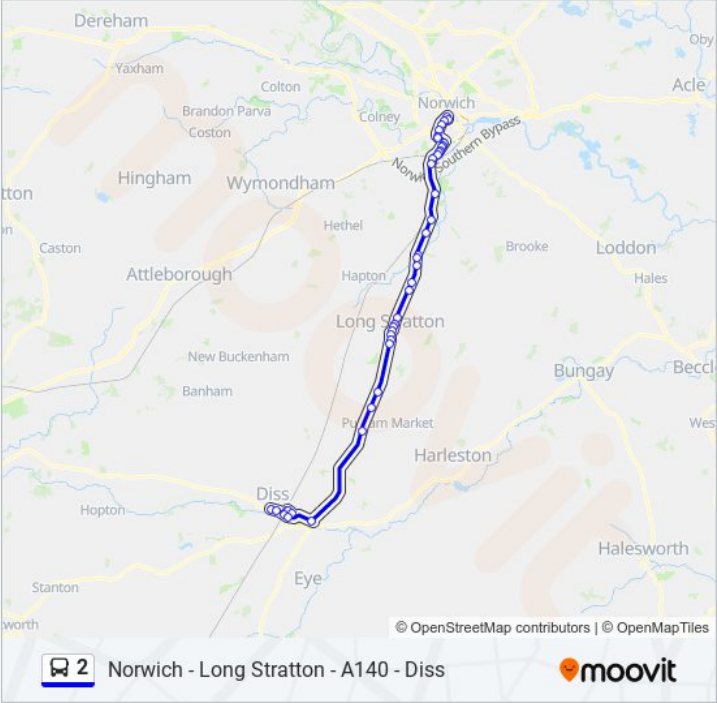 Dereham
Oby
Yaxham
Acle
Colton
Norwich
Brandon Parva
Colney
Coston
Southern Bypass
Norwi
Hingham
Wymondham
tton
on
Hethel
Brooke
Loddon
Caston
Hapton
Hales
Attleborough
Long Stratton
New Buckenham
Bungay
Beccl
Banham
Market
Wes
Harleston
Diss
Hopton
Halesworth
Eye
Stanton
worth
© OpenStreetMap contributors | © OpenMapTiles
2 Norwich - Long Stratton - A140 - Diss
moovit